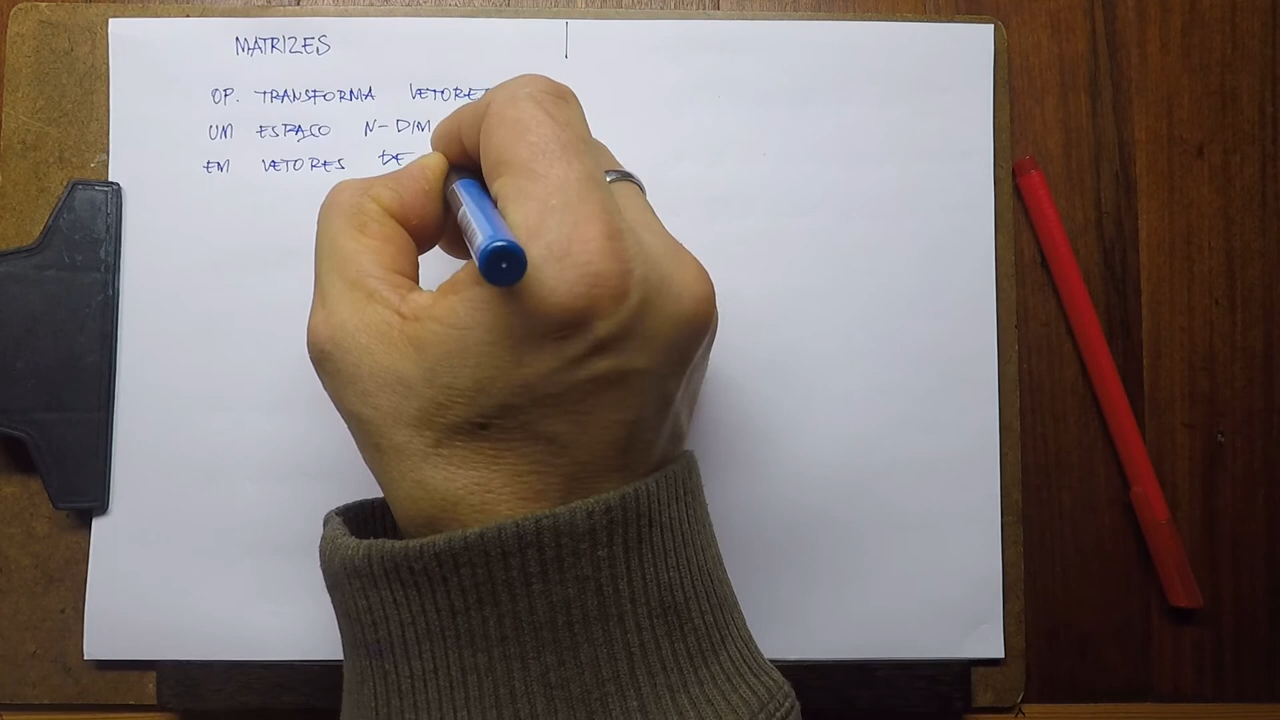 MATRIZES
OP. TRANSFORMA VETORES
UM ESPAÇO N-DIM
EM VETORES DE